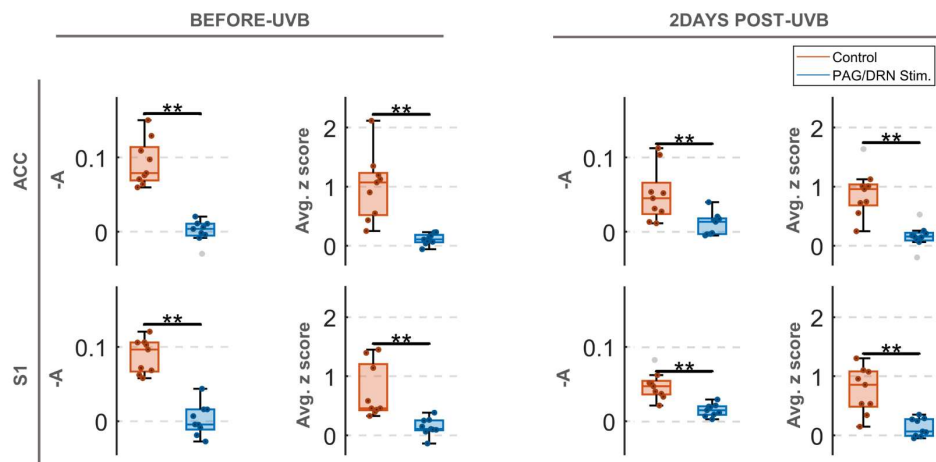 BEFORE-UVB
2DAYS POST-UVB
Control
PAG/DRN Stim.
ACC
-A
0.1
0
**
Avg. z score
2
1
0
**
-A
0.1
0
**
Avg. z score
2
1
0
**
S1
-A
0.1
0
**
Avg. z score
2
1
0
**
-A
0.1
0
**
Avg. z score
2
1
0
**